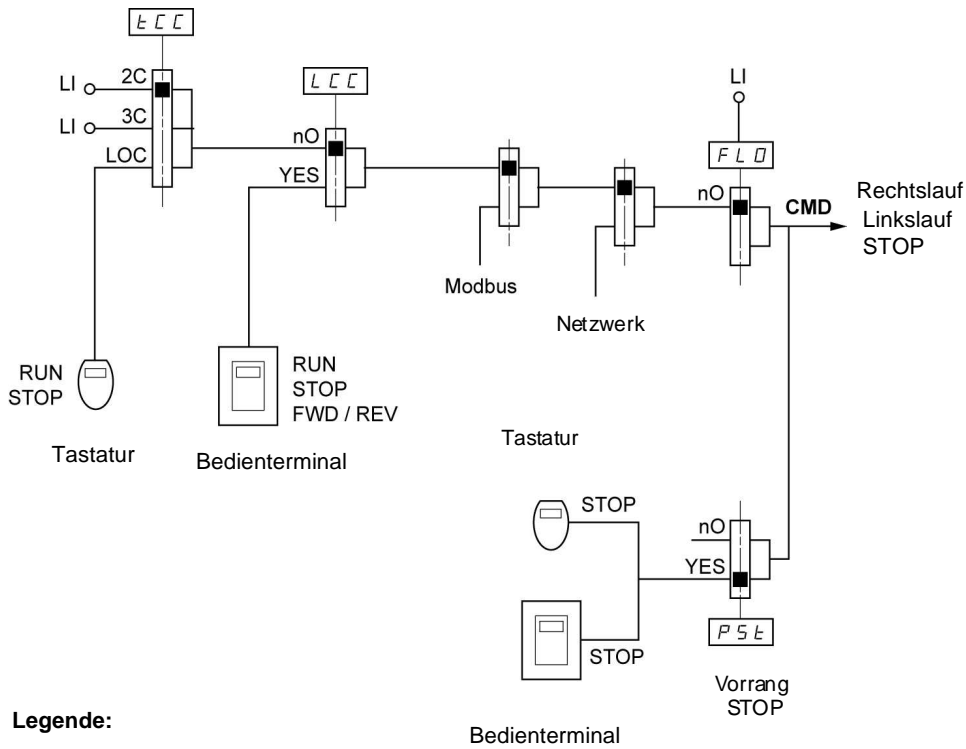 tCC
LI 2C
LCC
LI
LI 3C
nO
FLO
LOC
YES
nO
CMD
Rechtslauf
Linkslauf
STOP
Modbus
Netzwerk
RUN
STOP
RUN
STOP
FWD / REV
Tastatur
Bedienterminal
Tastatur
STOP
nO
YES
PSt
STOP
Vorrang
STOP
Legende:
Bedienterminal